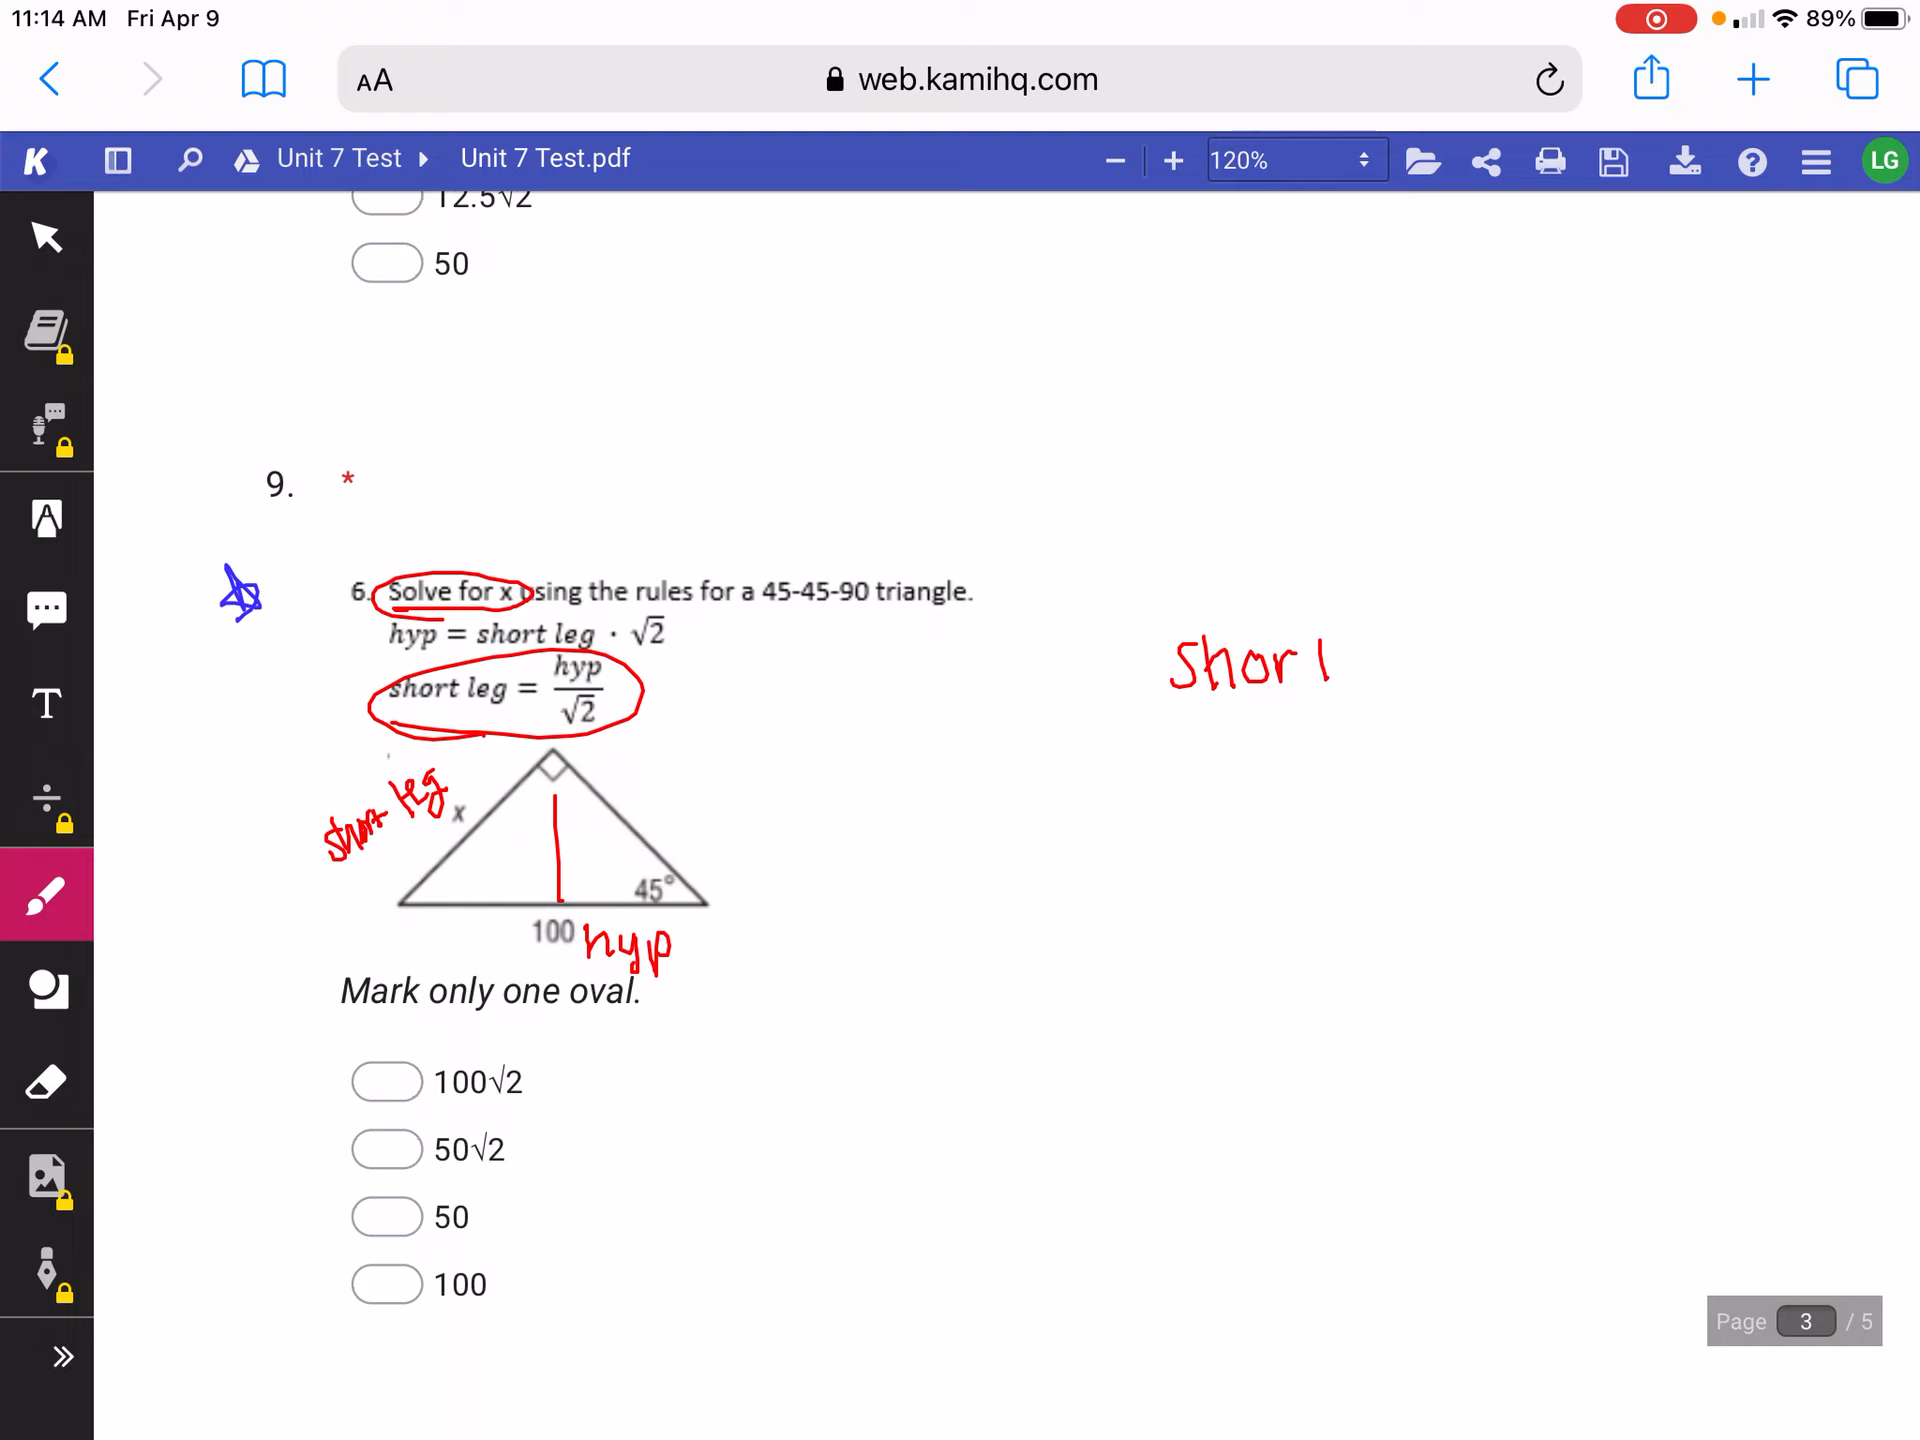 11:14 AM Fri Apr 9
89%
AA
web.kamihq.com
K
Unit 7 Test
Unit 7 Test.pdf
120%
LG
12.5√2
50
9. *
6. Solve for x using the rules for a 45-45-90 triangle.
hyp = short leg · √2
short leg = hyp/√2
short leg
x
45°
100
hyp
Shor
Mark only one oval.
100√2
50√2
50
100
Page 3 / 5